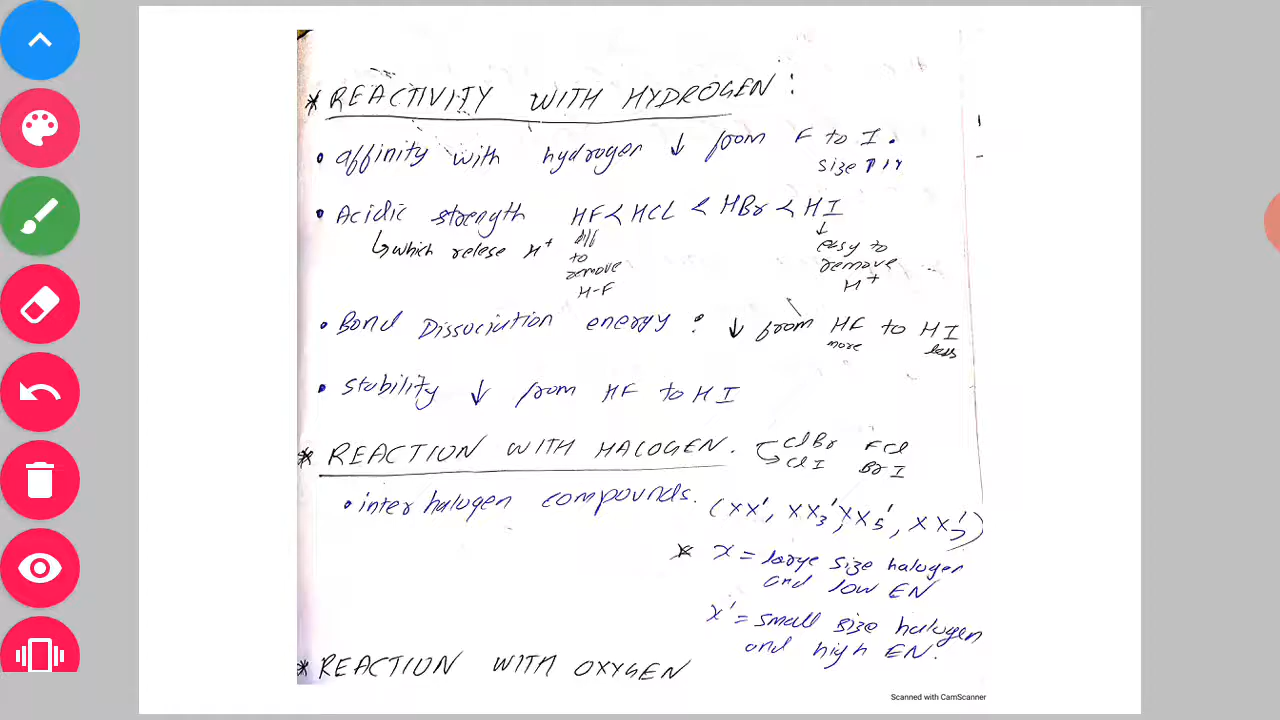 * REACTIVITY WITH HYDROGEN:
• affinity with hydrogen ↓ from F to I.
size ↑
• Acidic strength HF < HCL < HBr < HI
↳ which relese H⁺
diff to remove H-F
↓ easy to remove H⁺
• Bond Dissociution energy : ↓ from HF to HI
more less
• stability ↓ from HF to HI
* REACTION WITH HALOGEN. ClBr FCl
ClI BrI
• inter halogen compounds. (XX', XX₃', XX₅', XX₇')
* X = large size halogen
and low EN
X' = small size halogen
and high EN.
* REACTION WITH OXYGEN
Scanned with CamScanner